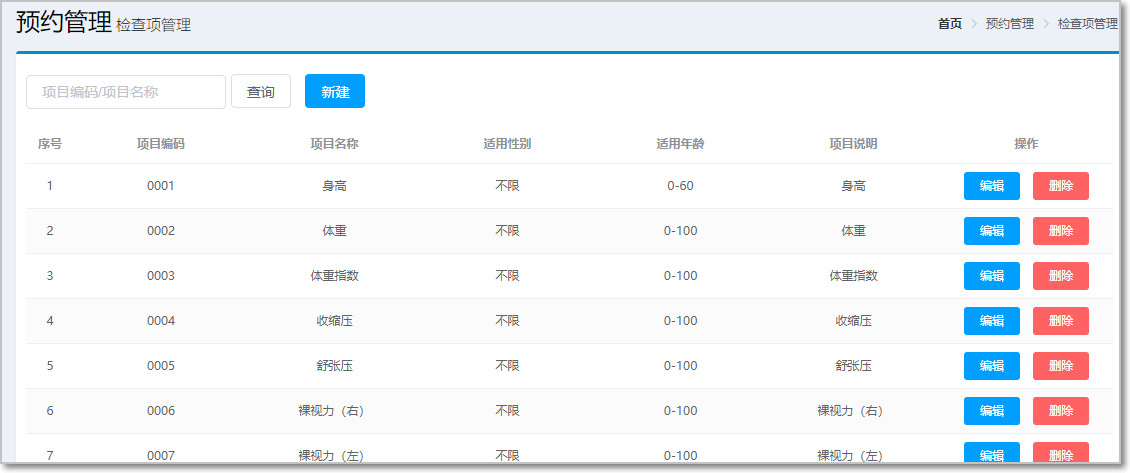 预约管理 检查项管理 首页 > 预约管理 > 检查项管理
项目编码/项目名称 查询 新建
序号 项目编码 项目名称 适用性别 适用年龄 项目说明 操作
1 0001 身高 不限 0-60 身高 编辑 删除
2 0002 体重 不限 0-100 体重 编辑 删除
3 0003 体重指数 不限 0-100 体重指数 编辑 删除
4 0004 收缩压 不限 0-100 收缩压 编辑 删除
5 0005 舒张压 不限 0-100 舒张压 编辑 删除
6 0006 裸视力（右） 不限 0-100 裸视力（右） 编辑 删除
7 0007 裸视力（左） 不限 0-100 裸视力（左） 编辑 删除